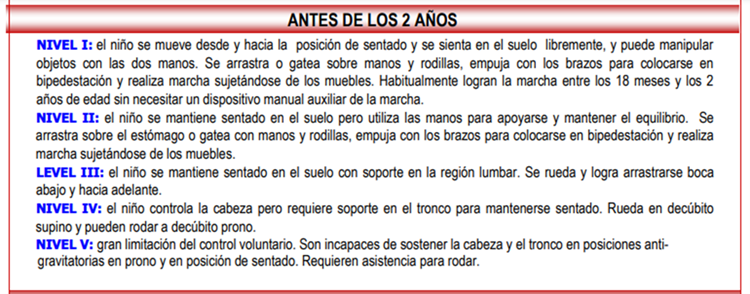 ANTES DE LOS 2 AÑOS
NIVEL I: el niño se mueve desde y hacia la posición de sentado y se sienta en el suelo libremente, y puede manipular
objetos con las dos manos. Se arrastra o gatea sobre manos y rodillas, empuja con los brazos para colocarse en
bipedestación y realiza marcha sujetándose de los muebles. Habitualmente logran la marcha entre los 18 meses y los 2
años de edad sin necesitar un dispositivo manual auxiliar de la marcha.
NIVEL II: el niño se mantiene sentado en el suelo pero utiliza las manos para apoyarse y mantener el equilibrio. Se
arrastra sobre el estómago o gatea con manos y rodillas, empuja con los brazos para colocarse en bipedestación y realiza
marcha sujetándose de los muebles.
LEVEL III: el niño se mantiene sentado en el suelo con soporte en la región lumbar. Se rueda y logra arrastrarse boca
abajo y hacia adelante.
NIVEL IV: el niño controla la cabeza pero requiere soporte en el tronco para mantenerse sentado. Rueda en decúbito
supino y pueden rodar a decúbito prono.
NIVEL V: gran limitación del control voluntario. Son incapaces de sostener la cabeza y el tronco en posiciones anti-
gravitatorias en prono y en posición de sentado. Requieren asistencia para rodar.